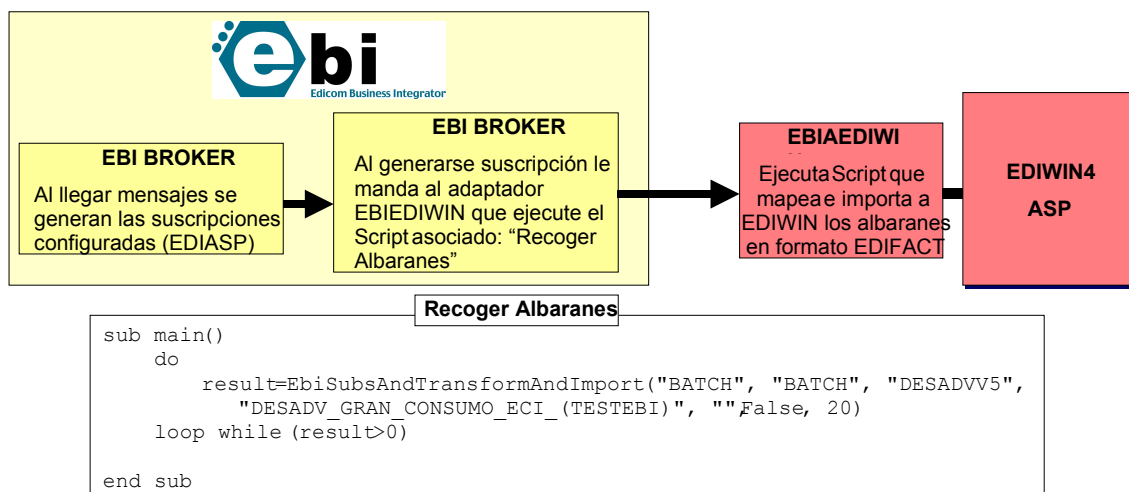 ebi
Edicom Business Integrator
EBI BROKER
Al llegar mensajes se
generan las suscripciones
configuradas (EDIASP)
EBI BROKER
Al generarse suscripción le
manda al adaptador
EBIEDIWIN que ejecute el
Script asociado: “Recoger
Albaranes”
EBIAEDIWI
Ejecuta Script que
mapea e importa a
EDIWIN los albaranes
en formato EDIFACT
EDIWIN4
ASP
Recoger Albaranes
sub main()
do
result=EbiSubsAndTransformAndImport("BATCH", "BATCH", "DESADVV5",
"DESADV_GRAN_CONSUMO_ECI_(TESTEBI)", "",False, 20)
loop while (result>0)
end sub